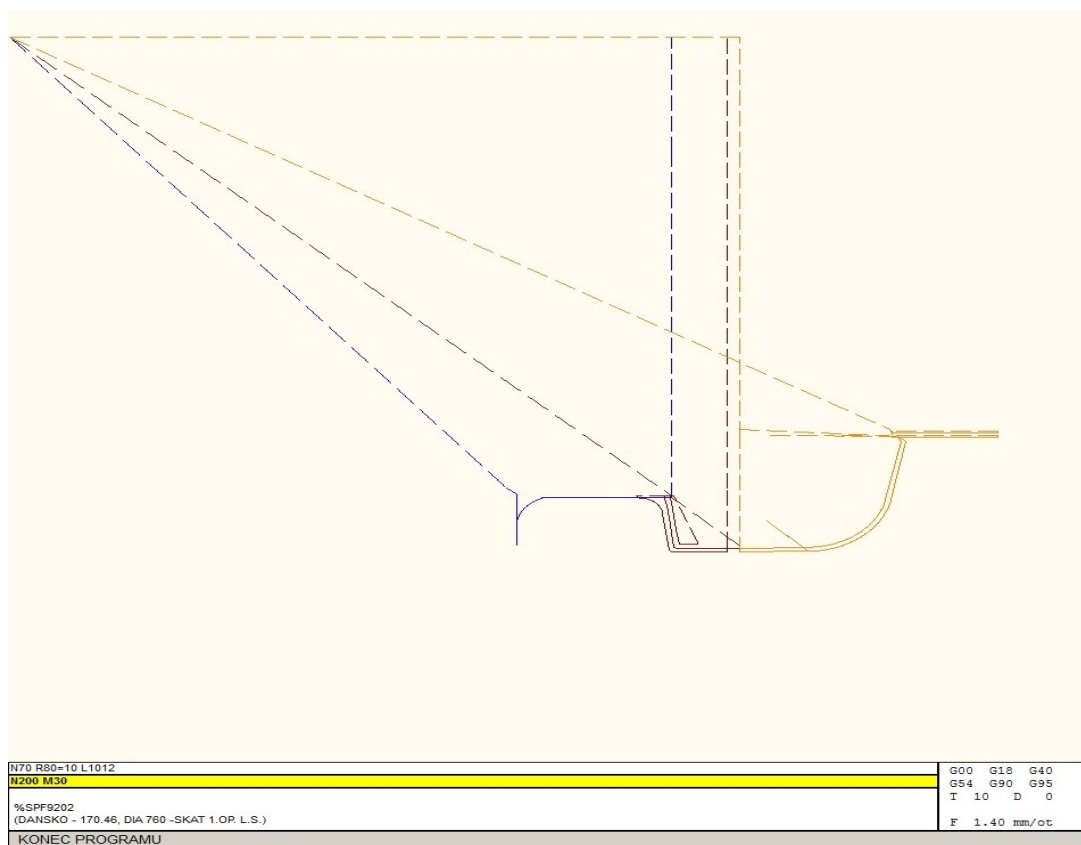 N70 R80=10 L1012
N200 M30
%SPF9202
(DANSKO - 170.46, DIA 760 -SKAT 1.OP. L.S.)
KONEC PROGRAMU
G00 G18 G40
G54 G90 G95
T 10 D 0
F 1.40 mm/ot